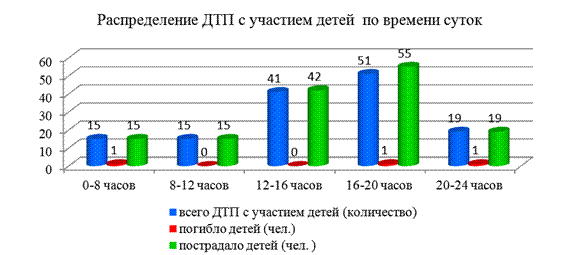 Распределение ДТП с участием детей по времени суток
60
50
40
30
20
10
0
15 1 15
15 0 15
41 0 42
51 1 55
19 1 19
0-8 часов 8-12 часов 12-16 часов 16-20 часов 20-24 часов
всего ДТП с участием детей (количество)
погибло детей (чел.)
пострадало детей (чел. )